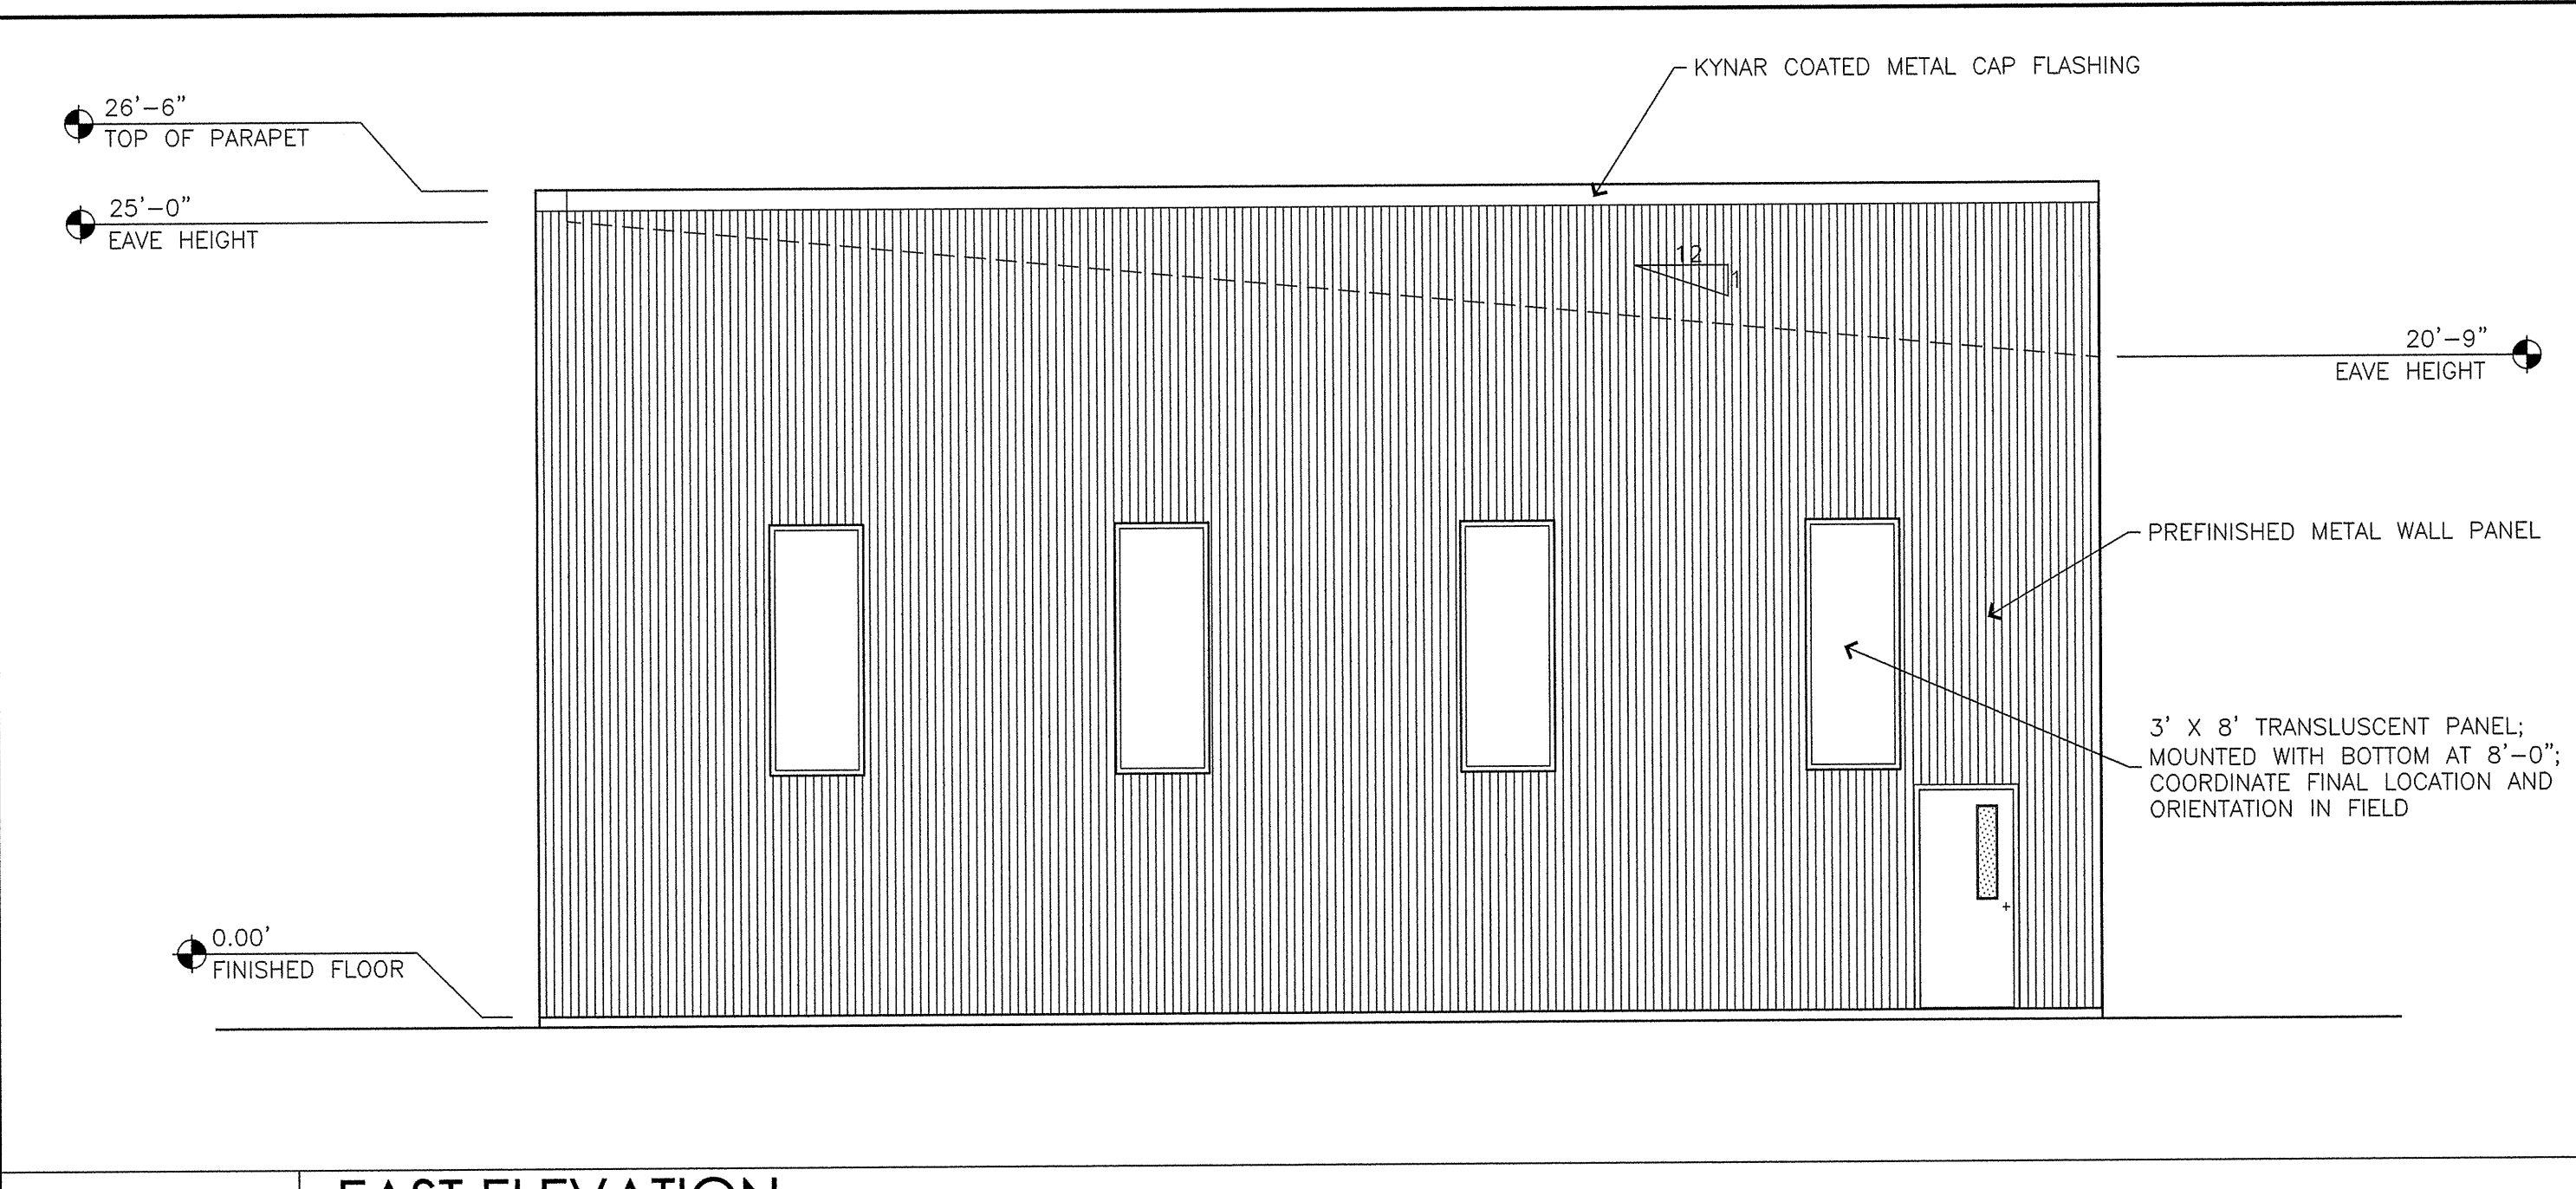 KYNAR COATED METAL CAP FLASHING
26'-6"
TOP OF PARAPET
25'-0"
EAVE HEIGHT
12
1
20'-9"
EAVE HEIGHT
PREFINISHED METAL WALL PANEL
3' X 8' TRANSLUSCENT PANEL;
MOUNTED WITH BOTTOM AT 8'-0";
COORDINATE FINAL LOCATION AND
ORIENTATION IN FIELD
0.00'
FINISHED FLOOR
EAST ELEVATION